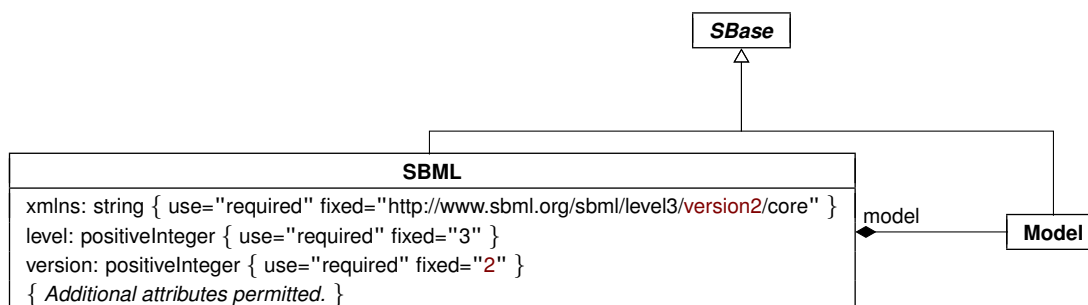 SBase
SBML
xmlns: string { use="required" fixed="http://www.sbml.org/sbml/level3/version2/core" }
level: positiveInteger { use="required" fixed="3" }
version: positiveInteger { use="required" fixed="2" }
{ Additional attributes permitted. }
model
Model